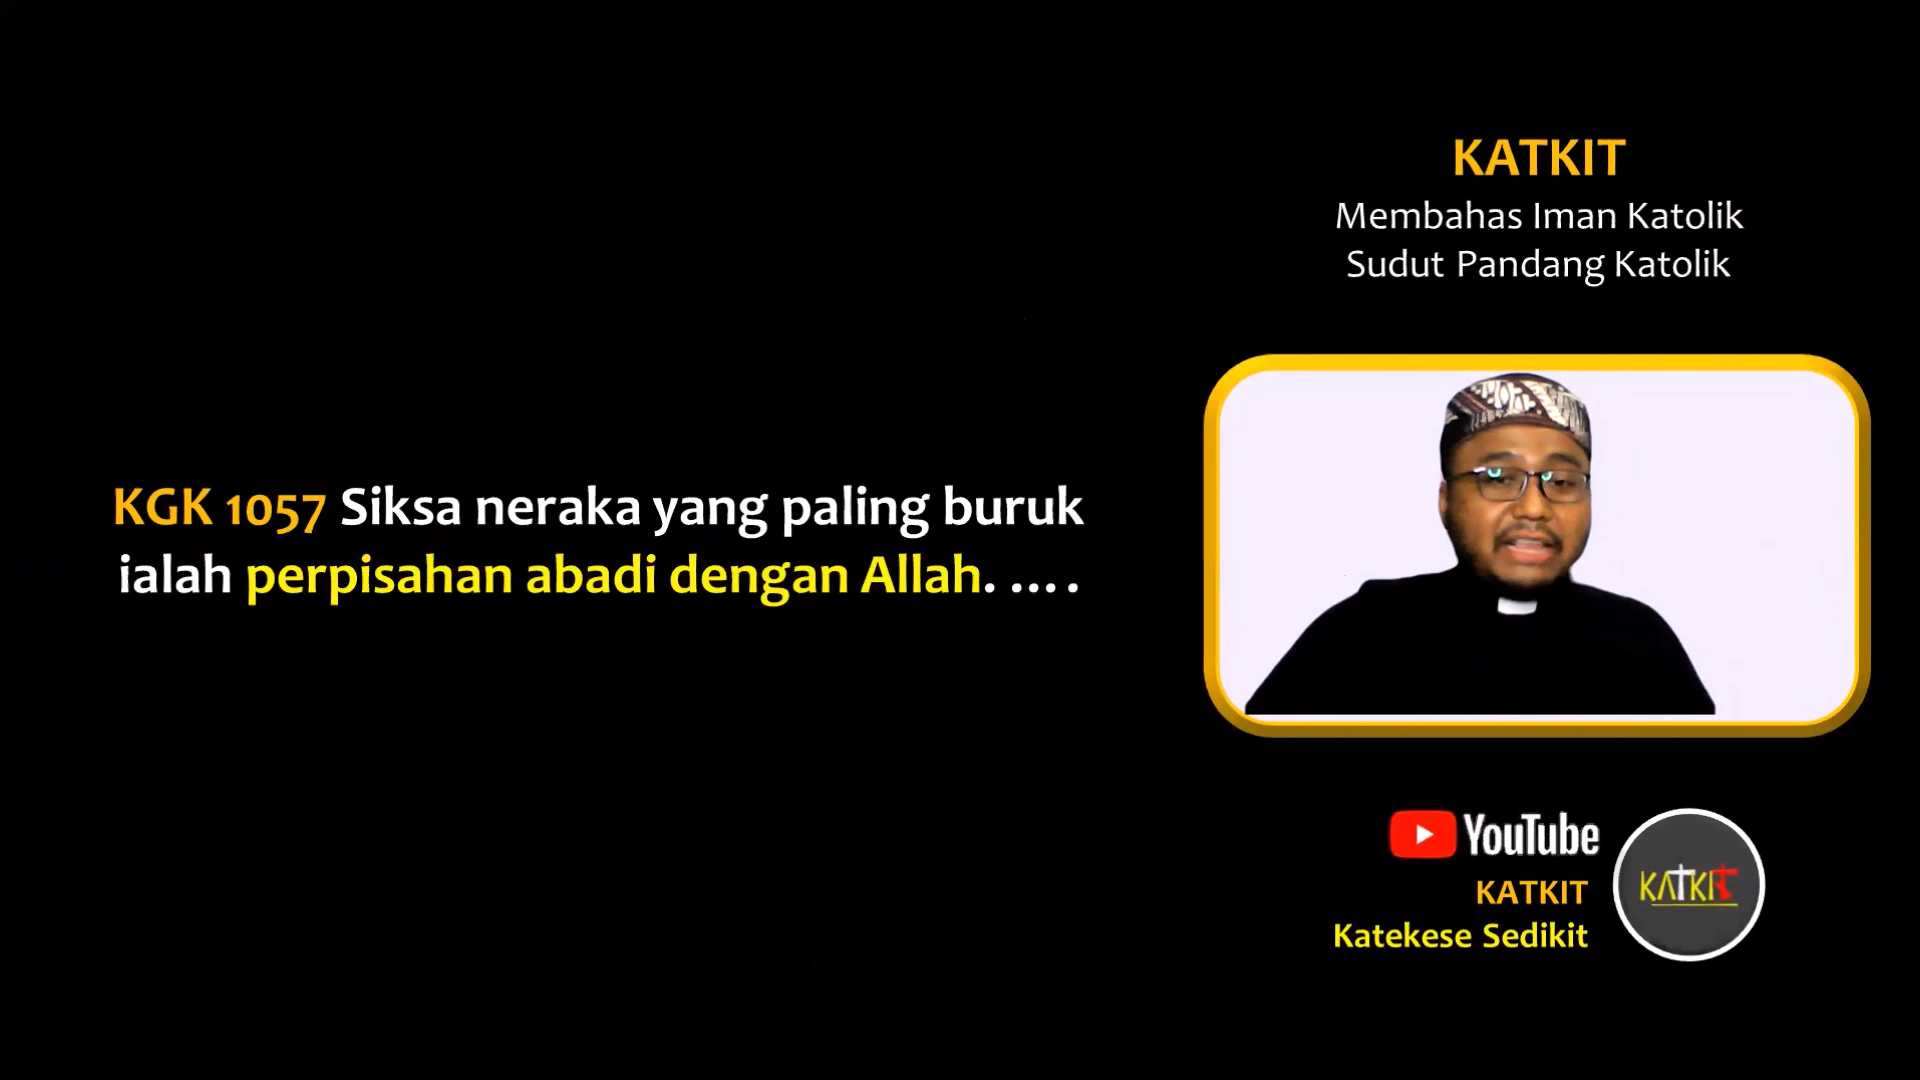 KATKIT
Membahas Iman Katolik
Sudut Pandang Katolik
KGK 1057 Siksa neraka yang paling buruk
ialah perpisahan abadi dengan Allah. ... .
YouTube
KATKIT
Katekese Sedikit
KATKIT